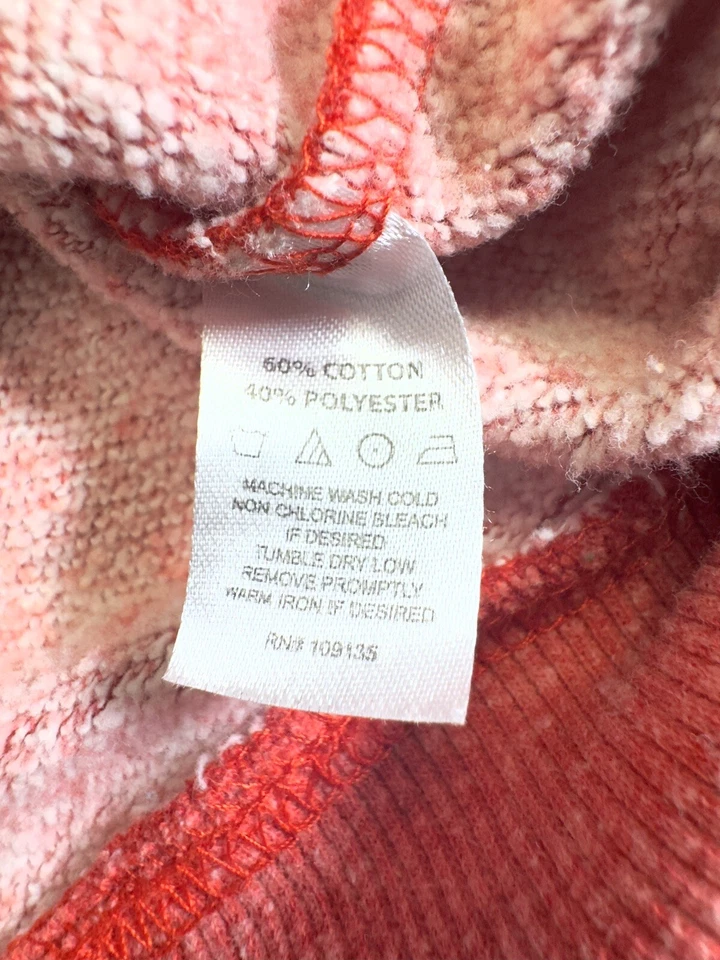 60% COTTON
40% POLYESTER
MACHINE WASH COLD
NON CHLORINE BLEACH
IF DESIRED
TUMBLE DRY LOW
REMOVE PROMPTLY
WARM IRON IF DESIRED
RN# 109135